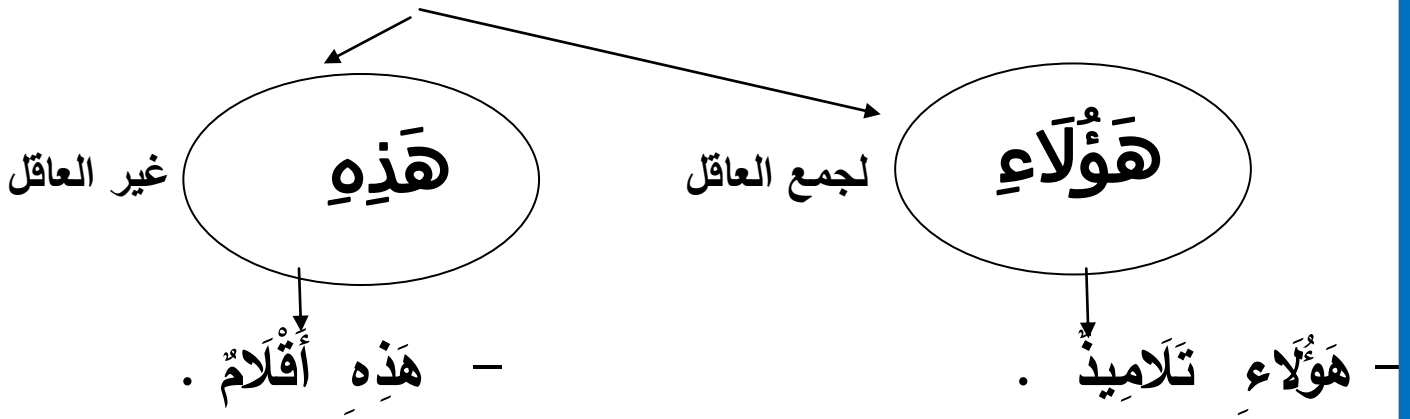 هَؤُلَاءِ لجمع العاقل هَذِهِ غير العاقل
– هَؤُلَاءِ تَلَامِيذٌ . – هَذِهِ أَقْلَامٌ .